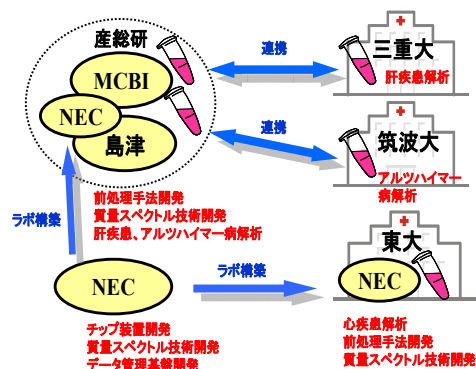 産総研
MCBI
NEC
島津
前処理手法開発
質量スペクトル技術開発
肝疾患、アルツハイマー
病解析
連携
三重大
肝疾患解析
連携
筑波大
アルツハイマー
病解析
ラボ構築
NEC
チップ装置開発
質量スペクトル技術開発
データ管理基盤開発
ラボ構築
東大
NEC
心疾患解析
前処理手法開発
質量スペクトル技術開発